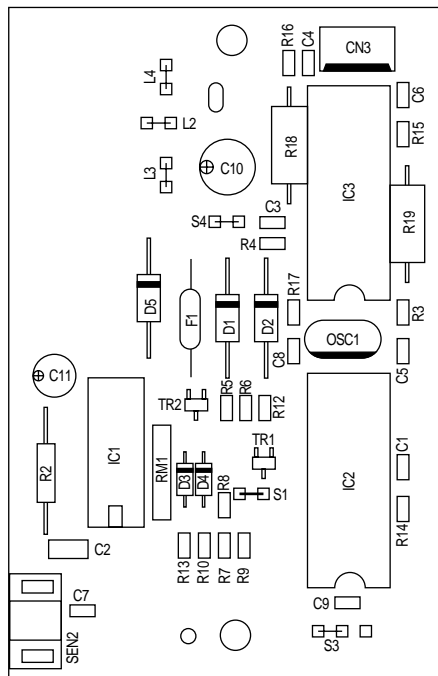 R16
C4
CN3
L4
C6
L2
R15
R18
L3
C10
IC3
R19
S4
C3
R4
D5
F1
D1
D2
R17
R3
OSC1
C8
C5
C11
TR2
R5
R6
R12
IC1
RM1
TR1
R2
D3
D4
R8
S1
IC2
C1
R14
C2
R13
R10
R7
R9
C7
C9
SEN2
S3